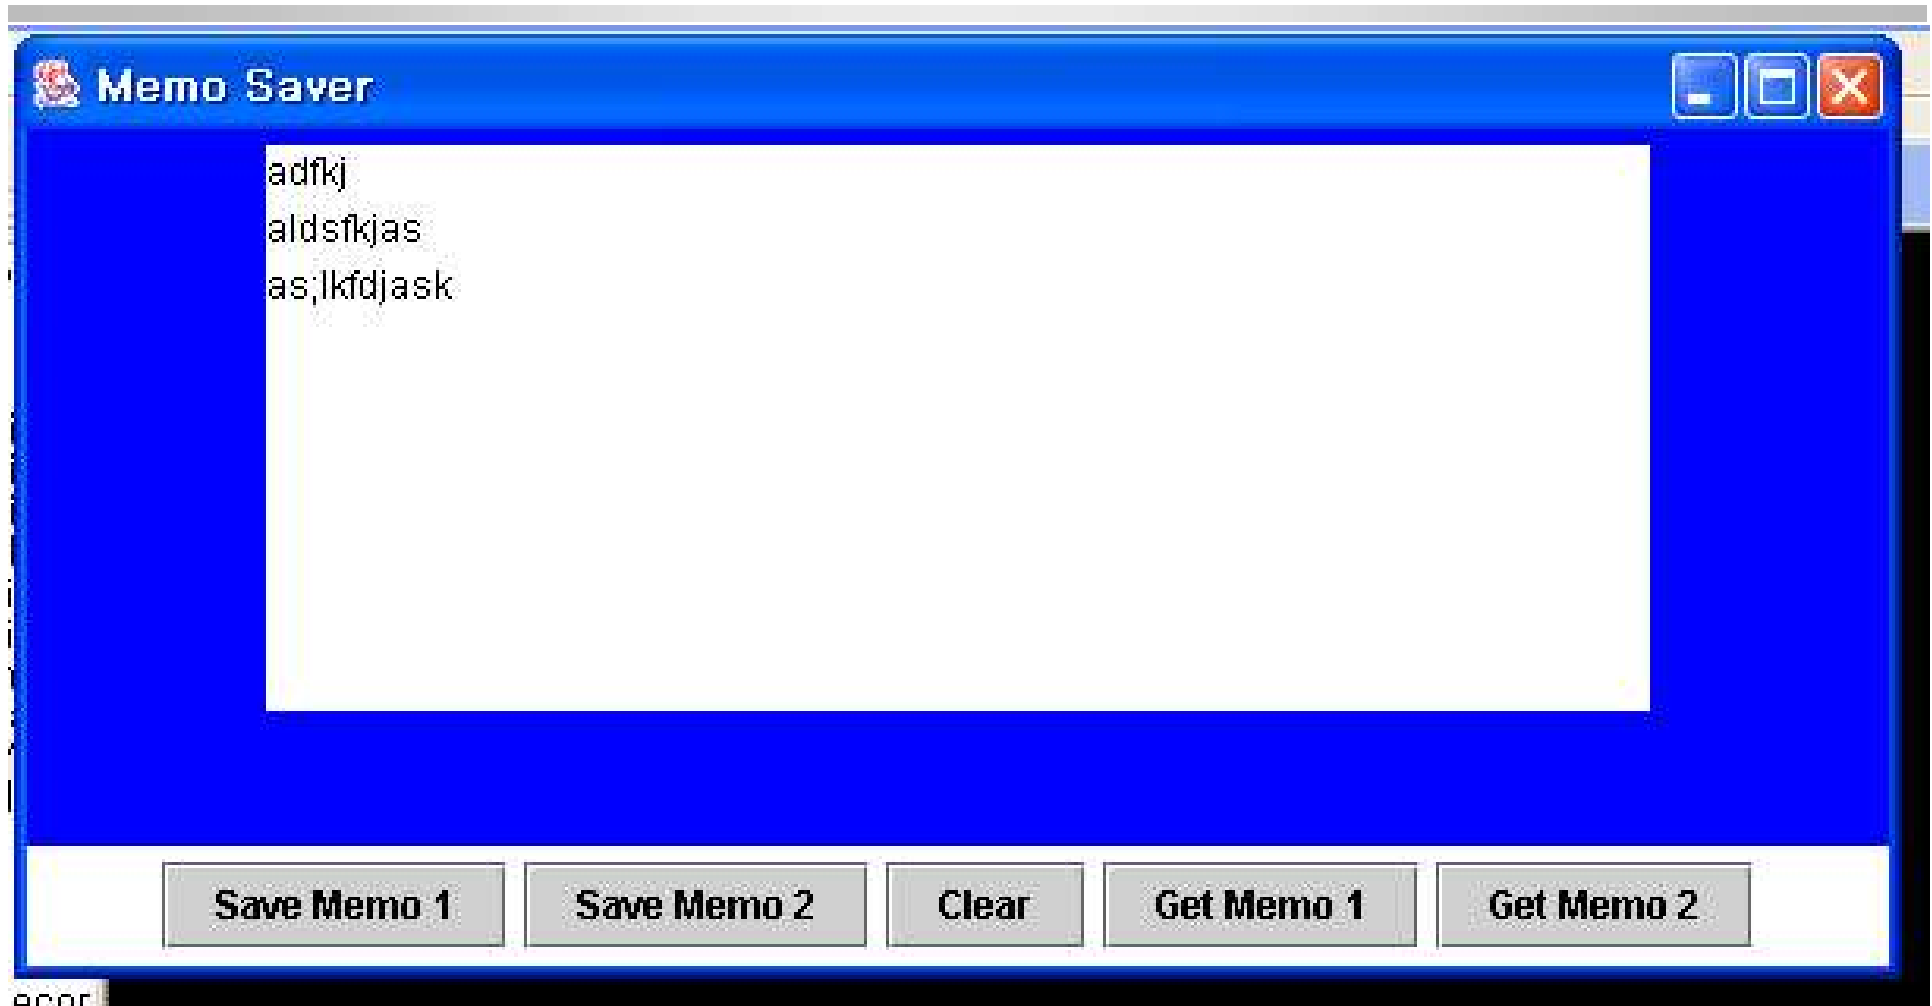 Memo Saver
adfkj
aldsfkjas
as;lkfdjask
Save Memo 1 Save Memo 2 Clear Get Memo 1 Get Memo 2